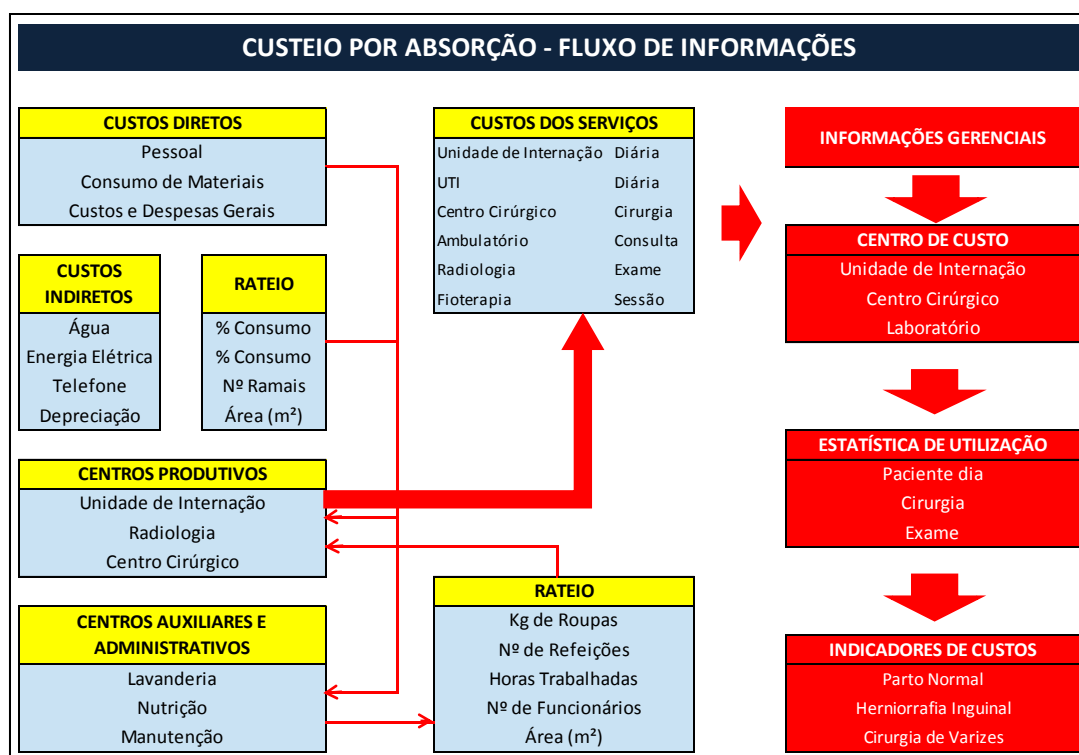 CUSTEIO POR ABSORÇÃO - FLUXO DE INFORMAÇÕES
CUSTOS DIRETOS
Pessoal
Consumo de Materiais
Custos e Despesas Gerais
CUSTOS
INDIRETOS
Água
Energia Elétrica
Telefone
Depreciação
RATEIO
% Consumo
% Consumo
Nº Ramais
Área (m²)
CENTROS PRODUTIVOS
Unidade de Internação
Radiologia
Centro Cirúrgico
CENTROS AUXILIARES E
ADMINISTRATIVOS
Lavanderia
Nutrição
Manutenção
CUSTOS DOS SERVIÇOS
Unidade de Internação Diária
UTI Diária
Centro Cirúrgico Cirurgia
Ambulatório Consulta
Radiologia Exame
Fioterapia Sessão
RATEIO
Kg de Roupas
Nº de Refeições
Horas Trabalhadas
Nº de Funcionários
Área (m²)
INFORMAÇÕES GERENCIAIS
CENTRO DE CUSTO
Unidade de Internação
Centro Cirúrgico
Laboratório
ESTATÍSTICA DE UTILIZAÇÃO
Paciente dia
Cirurgia
Exame
INDICADORES DE CUSTOS
Parto Normal
Herniorrafia Inguinal
Cirurgia de Varizes